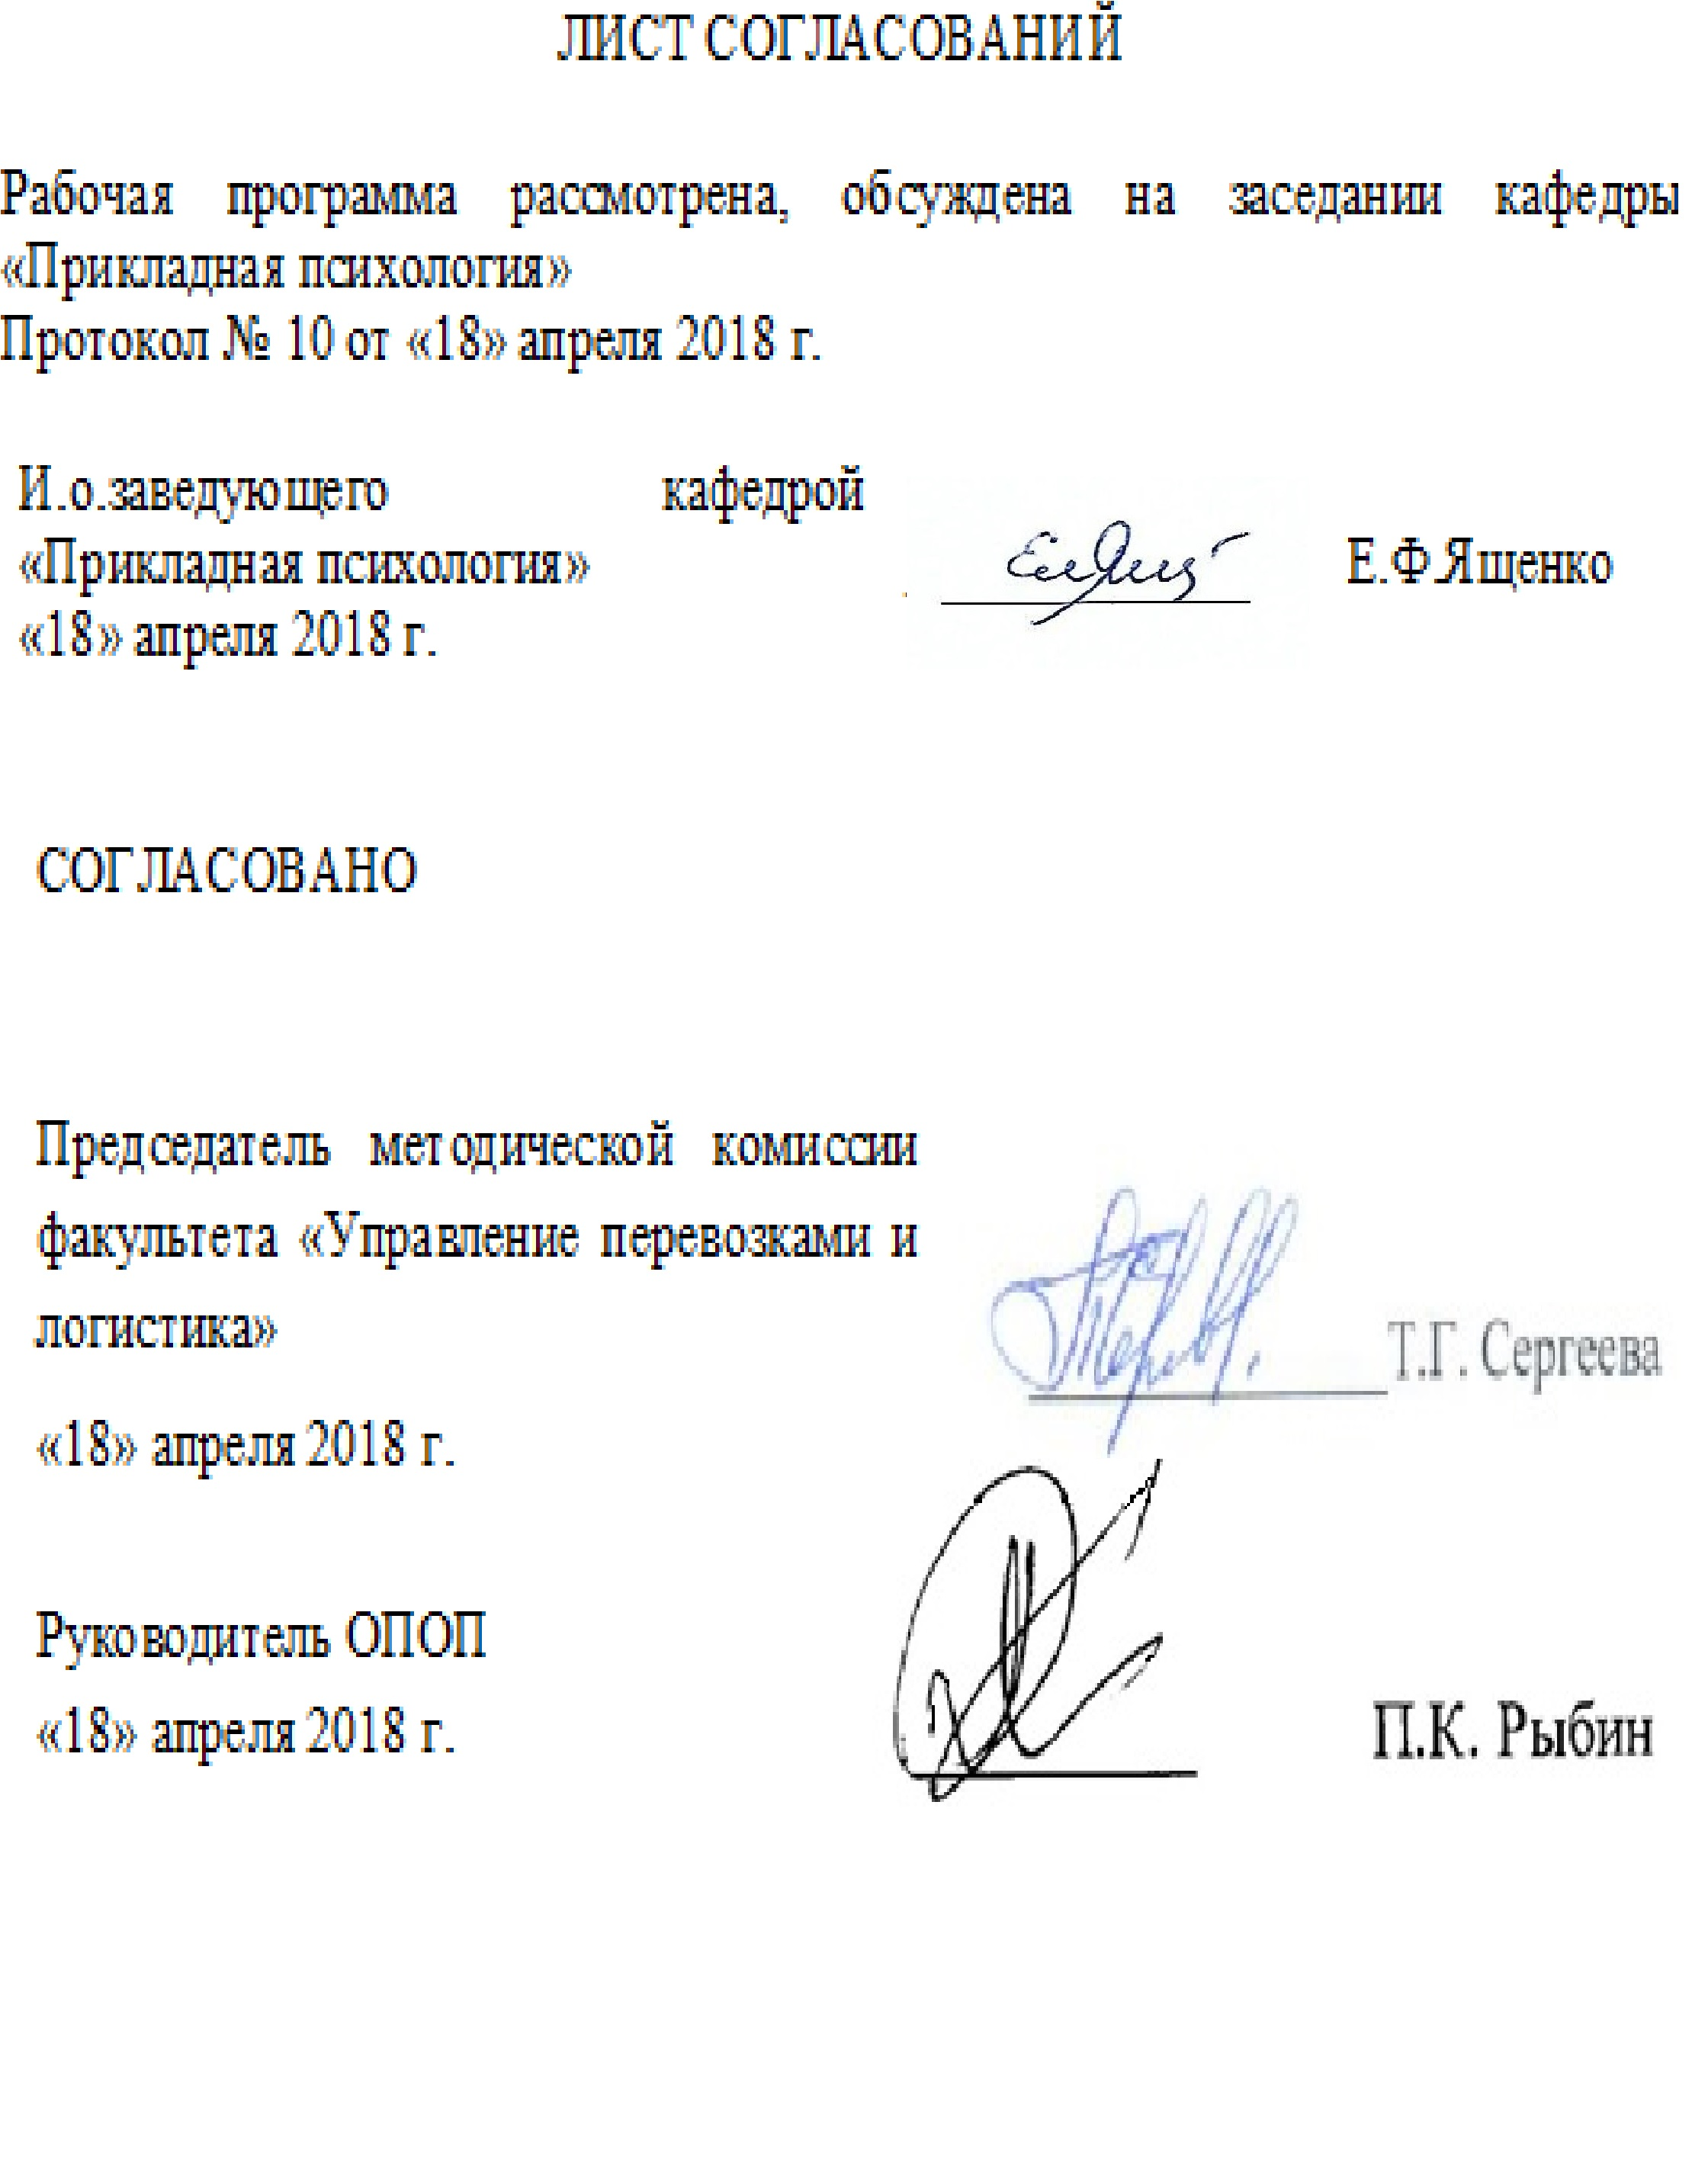 ЛИСТ СОГЛАСОВАНИЙ
Рабочая программа рассмотрена, обсуждена на заседании кафедры
«Прикладная психология»
Протокол № 10 от «18» апреля 2018 г.
И.о.заведующего кафедрой
«Прикладная психология» Е.Ф.Ященко
«18» апреля 2018 г.
СОГЛАСОВАНО
Председатель методической комиссии
факультета «Управление перевозками и
логистика» Т.Г. Сергеева
«18» апреля 2018 г.
Руководитель ОПОП
«18» апреля 2018 г. П.К. Рыбин